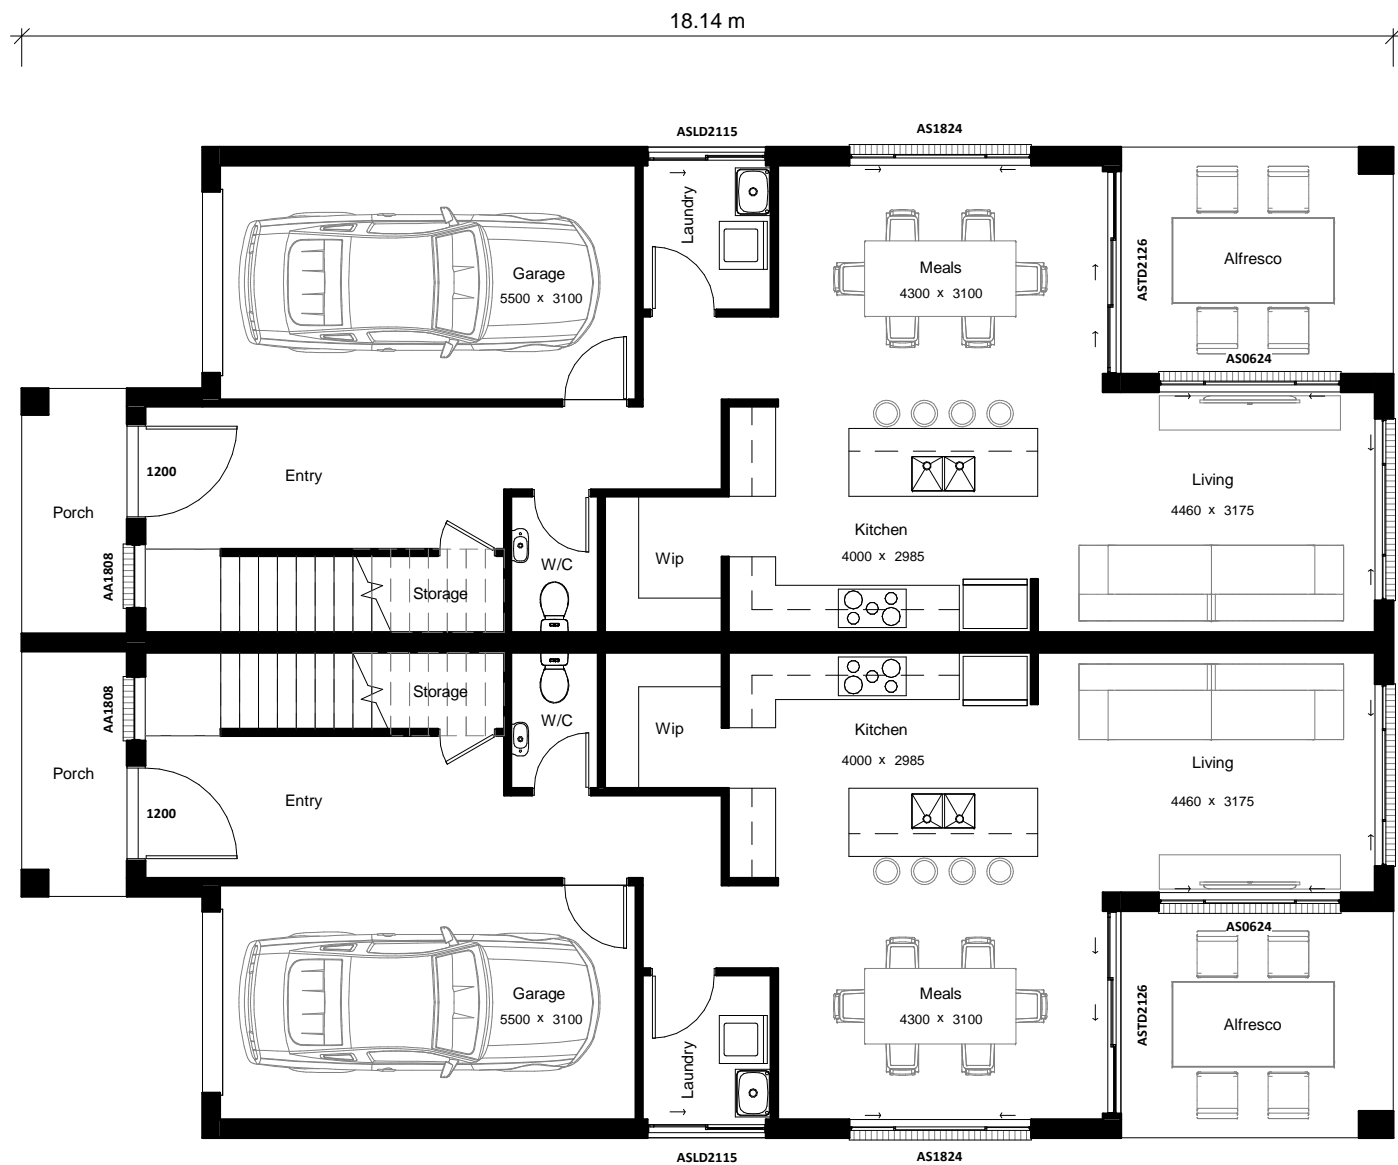 18.14 m
ASLD2115
AS1824
Laundry
Garage
5500 x 3100
Meals
4300 x 3100
ASTD2126
Alfresco
AS0624
1200
Entry
Porch
Living
4460 x 3175
Kitchen
4000 x 2985
Wip
W/C
AA1808
Storage
Storage
AA1808
W/C
Wip
Kitchen
4000 x 2985
Porch
Living
4460 x 3175
Entry
1200
AS0624
Garage
5500 x 3100
Meals
4300 x 3100
ASTD2126
Alfresco
Laundry
ASLD2115
AS1824